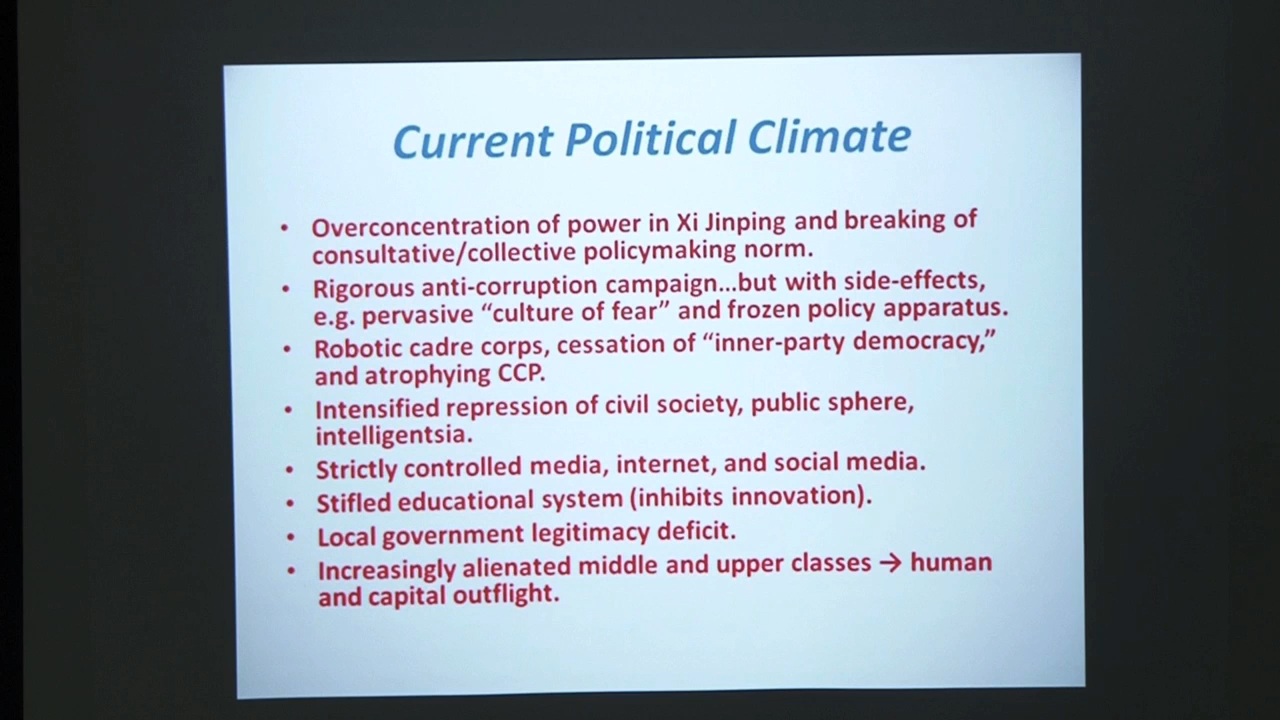 Current Political Climate
• Overconcentration of power in Xi Jinping and breaking of
consultative/collective policymaking norm.
• Rigorous anti-corruption campaign...but with side-effects,
e.g. pervasive “culture of fear” and frozen policy apparatus.
• Robotic cadre corps, cessation of “inner-party democracy,”
and atrophying CCP.
• Intensified repression of civil society, public sphere,
intelligentsia.
• Strictly controlled media, internet, and social media.
• Stifled educational system (inhibits innovation).
• Local government legitimacy deficit.
• Increasingly alienated middle and upper classes → human
and capital outflight.